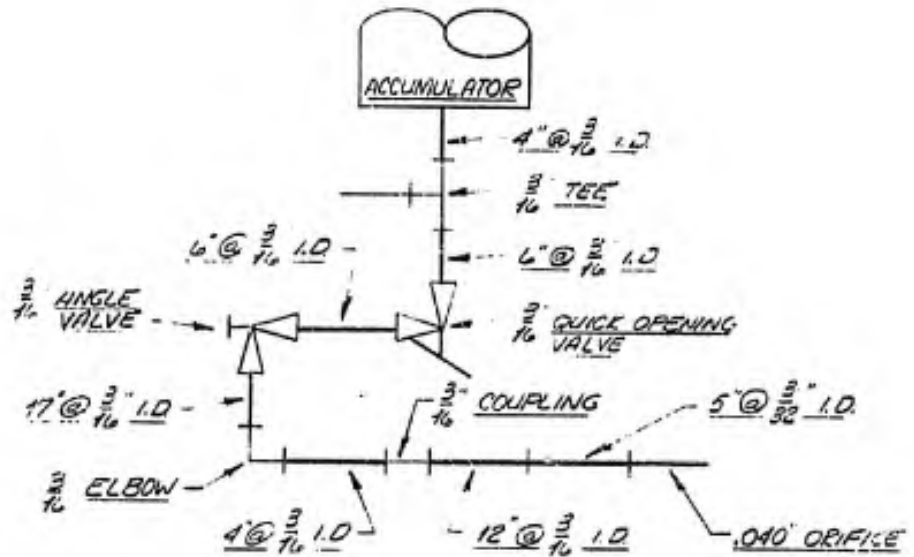 ACCUMULATOR
4" @ 3/16 I.D.
3/16 TEE
6" @ 3/16 I.D.
6" @ 3/16 I.D.
3/16 ANGLE
VALVE
3/16 QUICK OPENING
VALVE
17" @ 3/16" I.D.
3/16" COUPLING
5" @ 3/32" I.D.
3/16 ELBOW
4" @ 3/16 I.D.
12" @ 3/16 I.D.
.040" ORIFICE